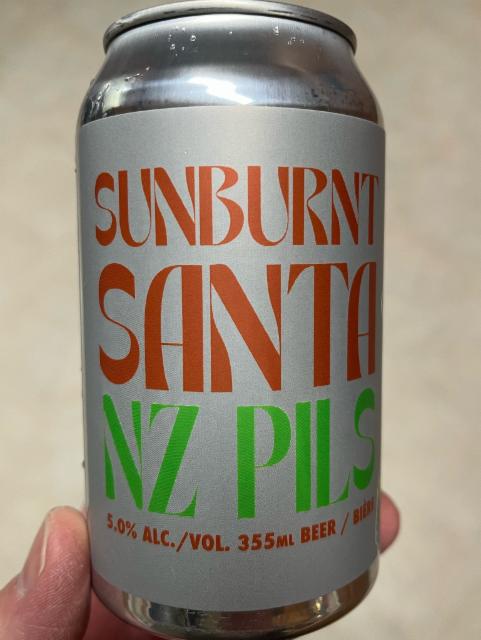 SUNBURNT
SANTA
NZ PILS
5.0% ALC./VOL. 355ML BEER / BIÈRE